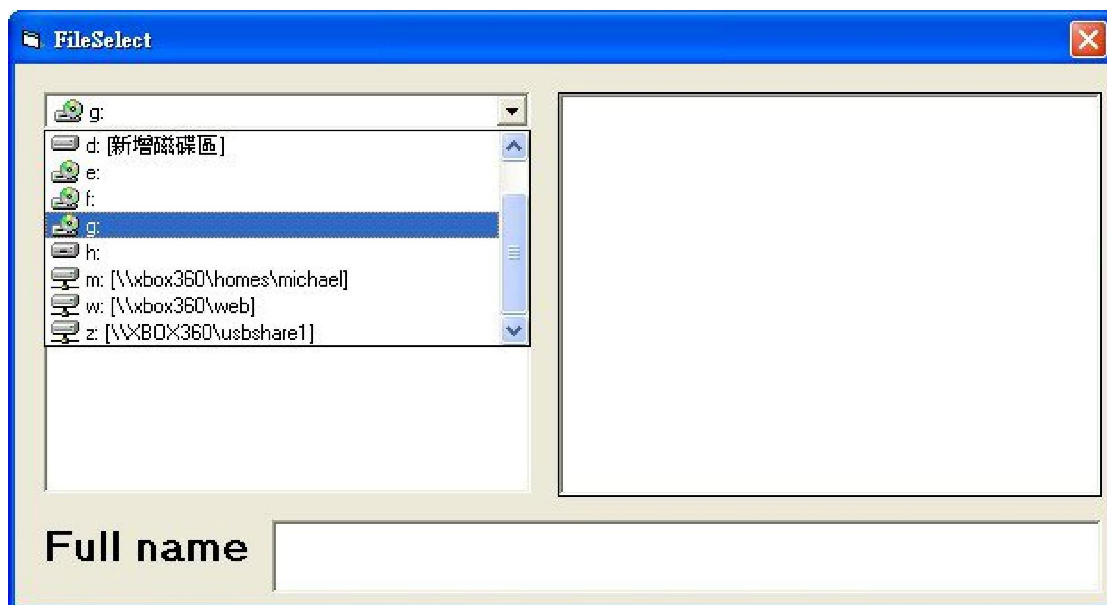 FileSelect
g:
d: [新增磁碟區]
e:
f:
g:
h:
m: [\\xbox360\homes\michael]
w: [\\xbox360\web]
z: [\\XBOX360\usbshare1]
Full name